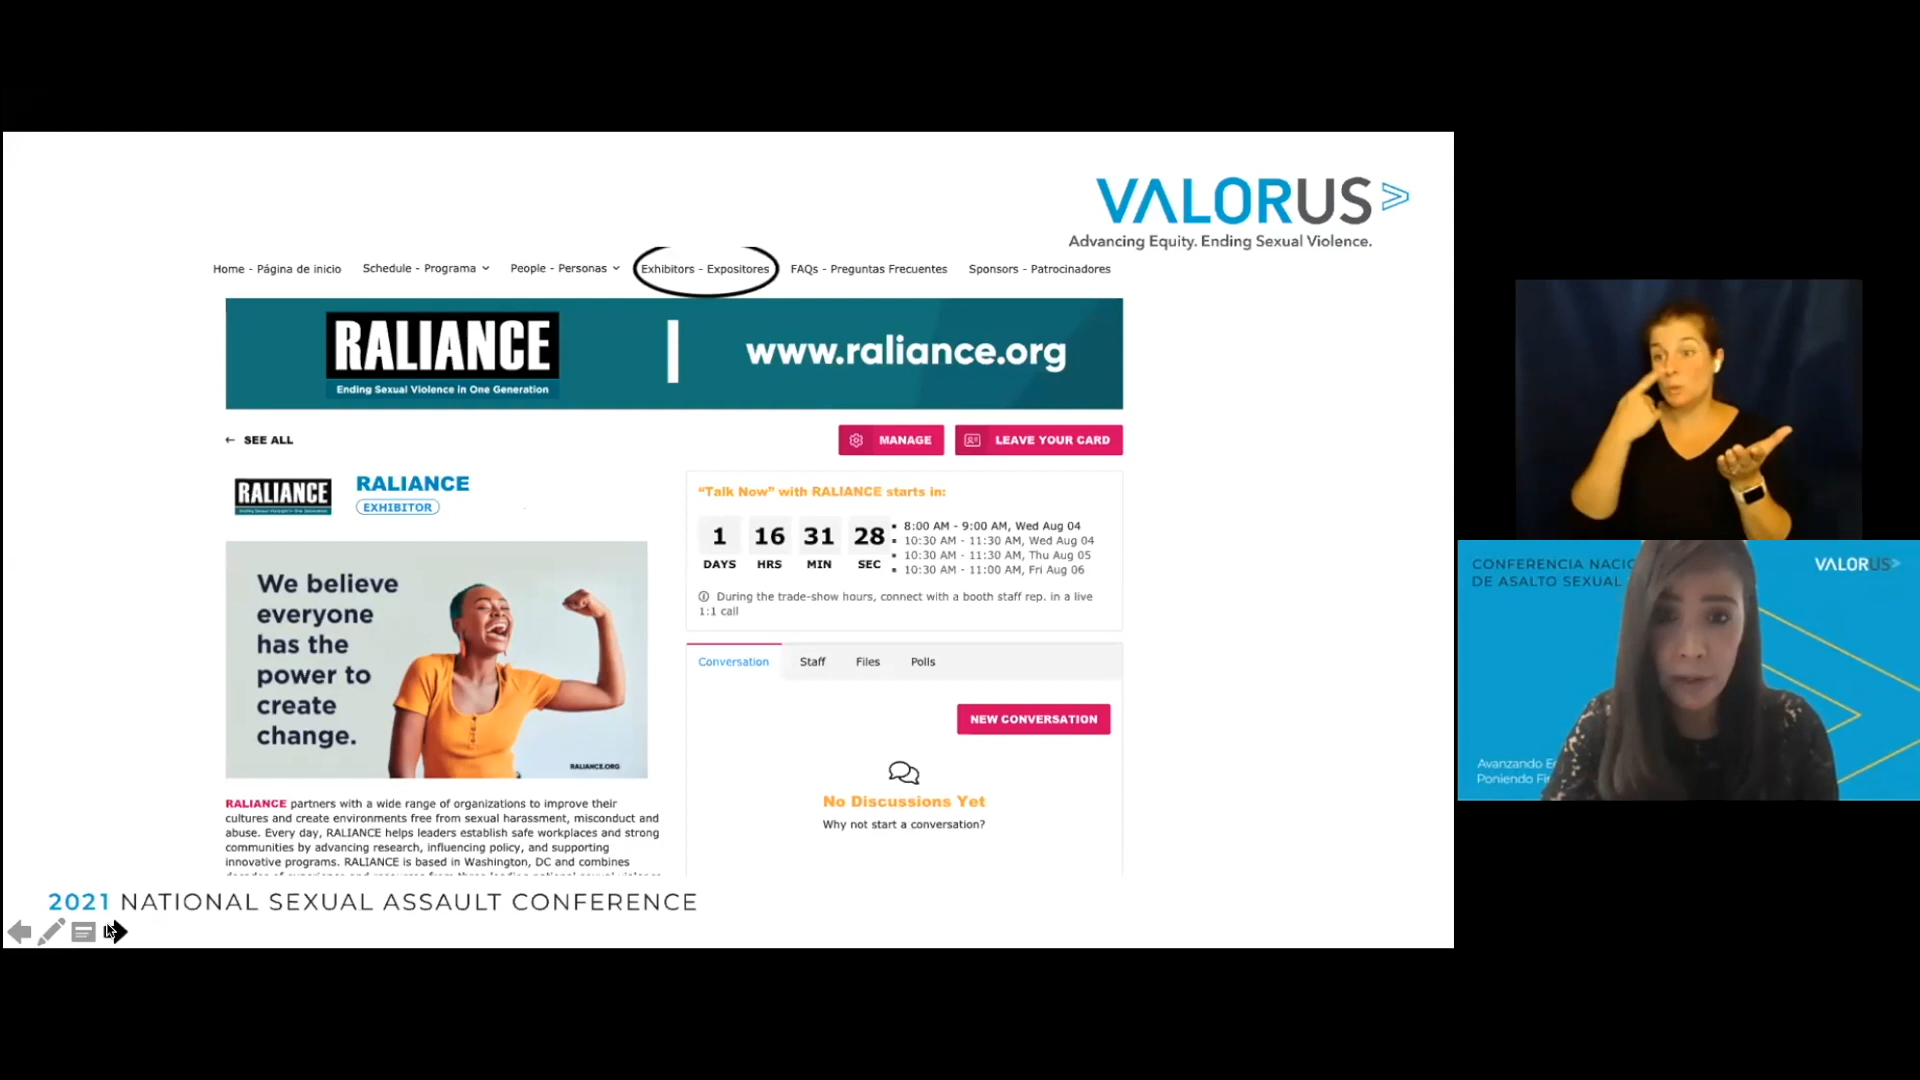 VALORUS
Advancing Equity. Ending Sexual Violence.
Home - Página de inicio Schedule - Programa People - Personas Exhibitors - Expositores FAQs - Preguntas Frecuentes Sponsors - Patrocinadores
RALIANCE
Ending Sexual Violence in One Generation
www.raliance.org
← SEE ALL
MANAGE
LEAVE YOUR CARD
RALIANCE
RALIANCE
EXHIBITOR
We believe
everyone
has the
power to
create
change.
RALIANCE.ORG
RALIANCE partners with a wide range of organizations to improve their
cultures and create environments free from sexual harassment, misconduct and
abuse. Every day, RALIANCE helps leaders establish safe workplaces and strong
communities by advancing research, influencing policy, and supporting
innovative programs. RALIANCE is based in Washington, DC and combines
“Talk Now” with RALIANCE starts in:
1 16 31 28
DAYS HRS MIN SEC
8:00 AM - 9:00 AM, Wed Aug 04
10:30 AM - 11:30 AM, Wed Aug 04
10:30 AM - 11:30 AM, Thu Aug 05
10:30 AM - 11:00 AM, Fri Aug 06
During the trade-show hours, connect with a booth staff rep. in a live
1:1 call
Conversation Staff Files Polls
NEW CONVERSATION
No Discussions Yet
Why not start a conversation?
2021 NATIONAL SEXUAL ASSAULT CONFERENCE
CONFERENCIA NACIO
DE ASALTO SEXUAL
VALORUS
Avanzando E
Poniendo Fi